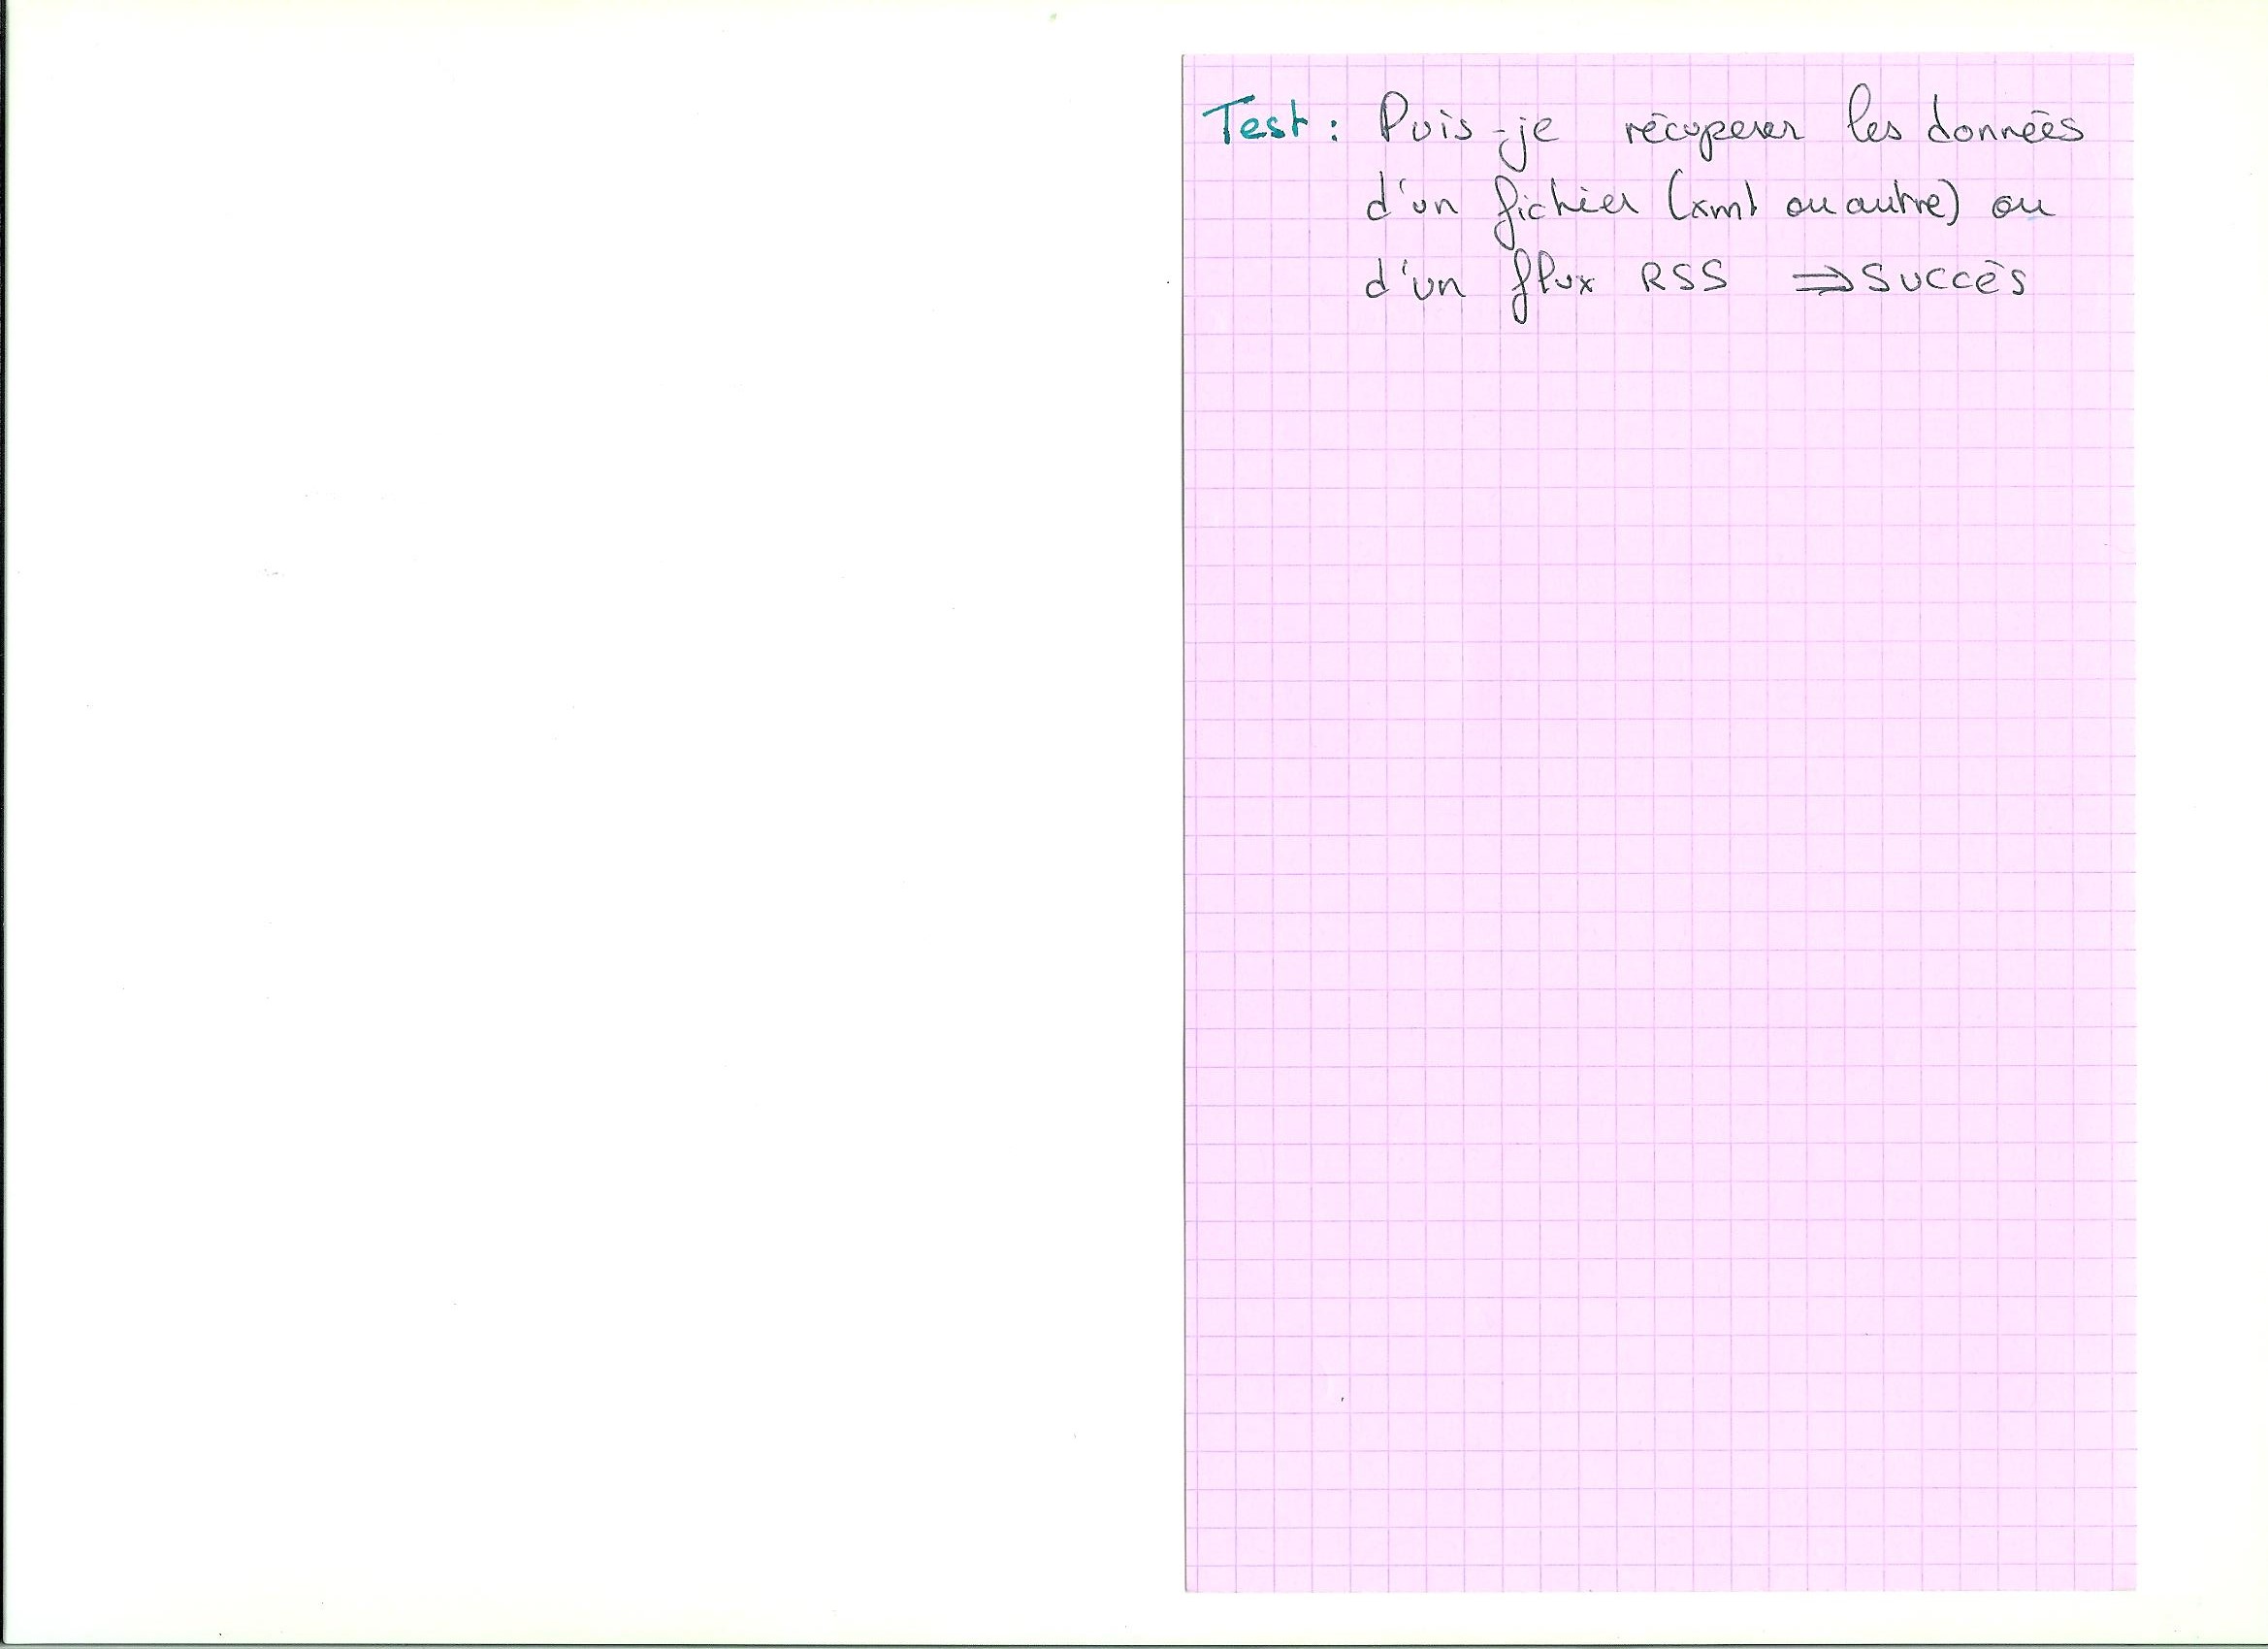 Test : Puis-je récuperer les données
d'un fichier (xml ou autre) ou
d'un flux RSS ⇒ Succès